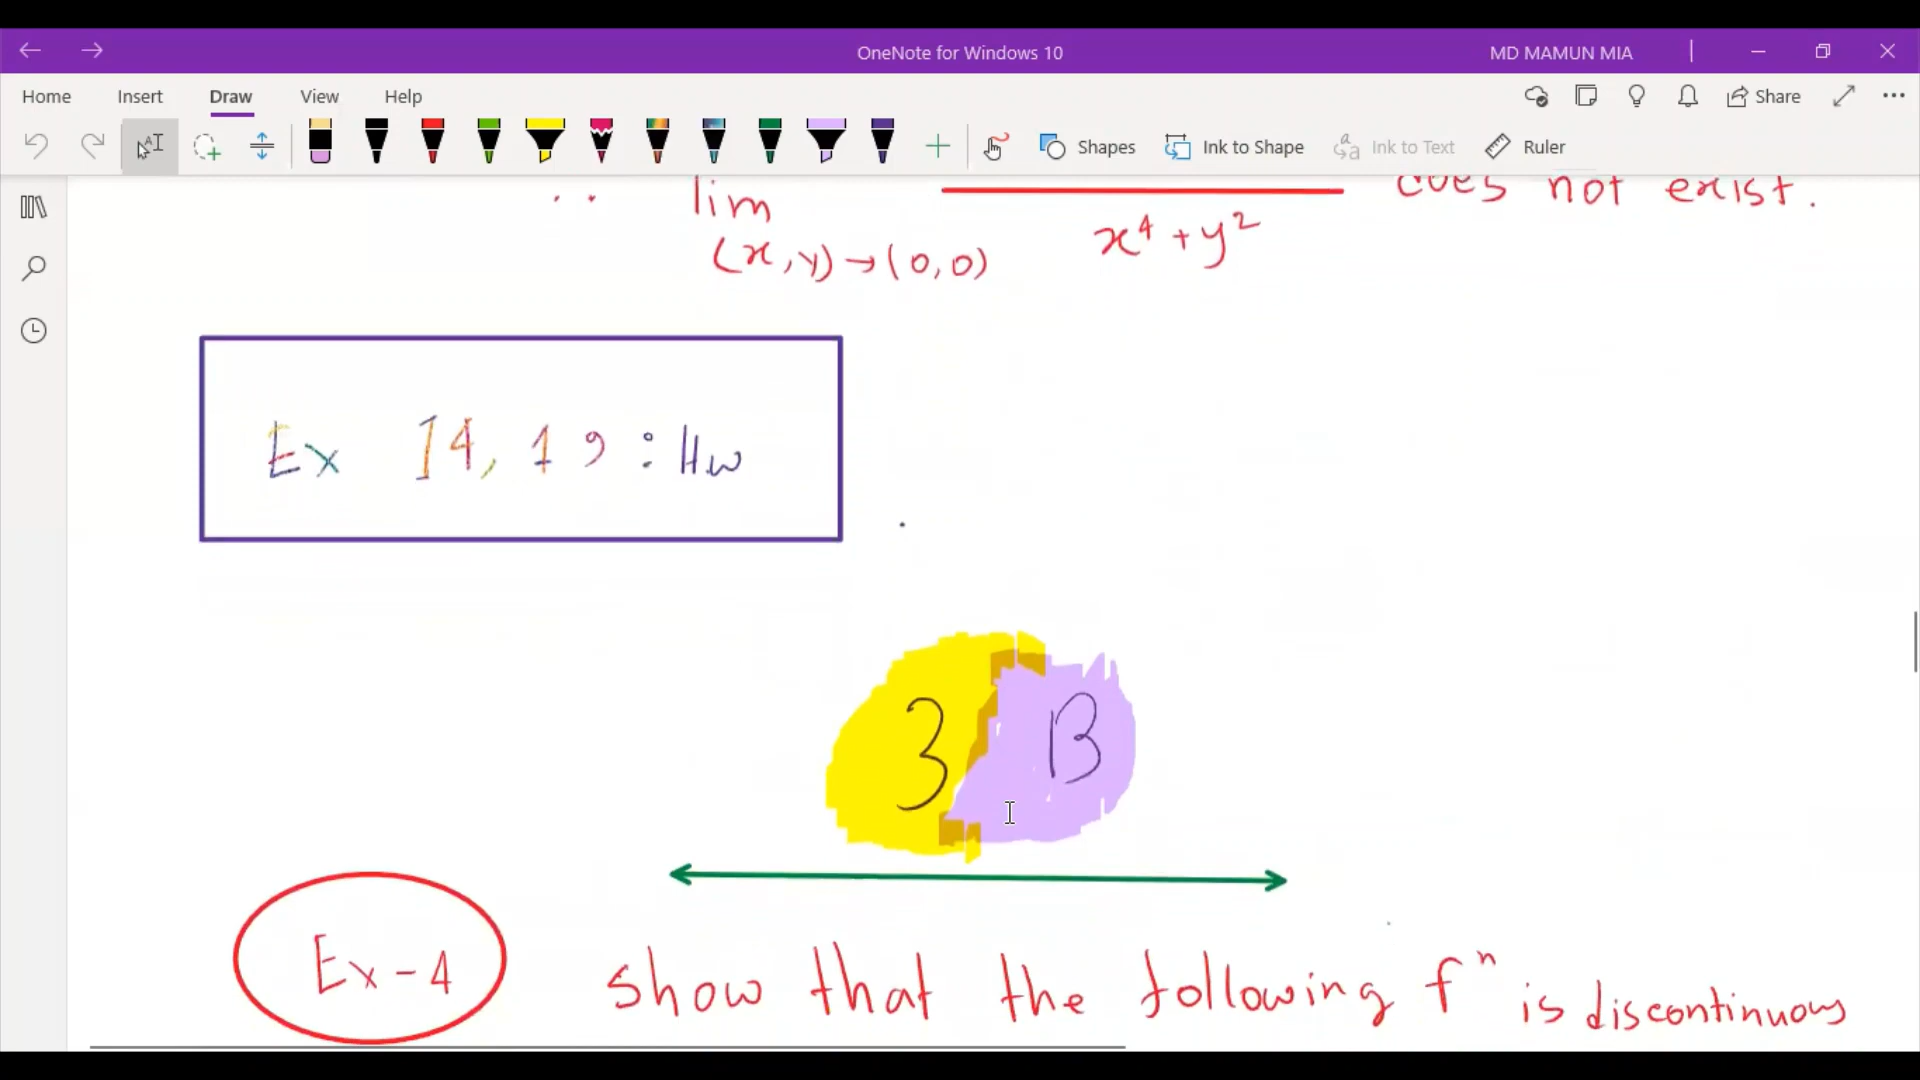 OneNote for Windows 10
MD MAMUN MIA
Home Insert Draw View Help
Share
Shapes Ink to Shape Ink to Text Ruler
∴ lim does not exist.
(x,y)→(0,0) x⁴+y²
Ex 14, 19 : Hw
3 B
Ex-4 show that the following fⁿ is discontinuous